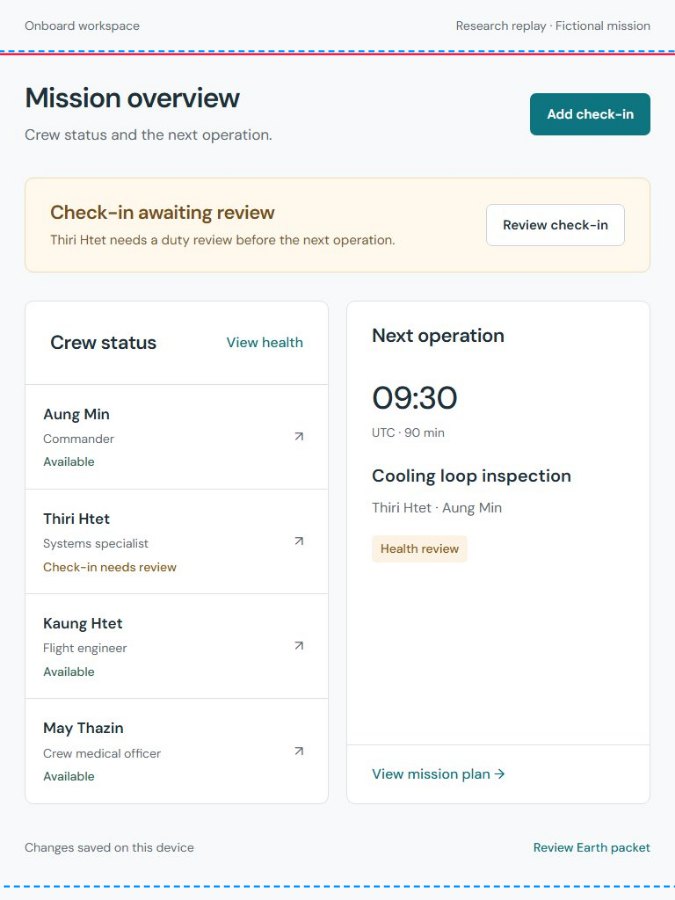 Onboard workspace
Research replay · Fictional mission
Mission overview
Crew status and the next operation.
Add check-in
Check-in awaiting review
Thiri Htet needs a duty review before the next operation.
Review check-in
Crew status
View health
Aung Min
Commander
Available
Thiri Htet
Systems specialist
Check-in needs review
Kaung Htet
Flight engineer
Available
May Thazin
Crew medical officer
Available
Next operation
09:30
UTC · 90 min
Cooling loop inspection
Thiri Htet · Aung Min
Health review
View mission plan →
Changes saved on this device
Review Earth packet